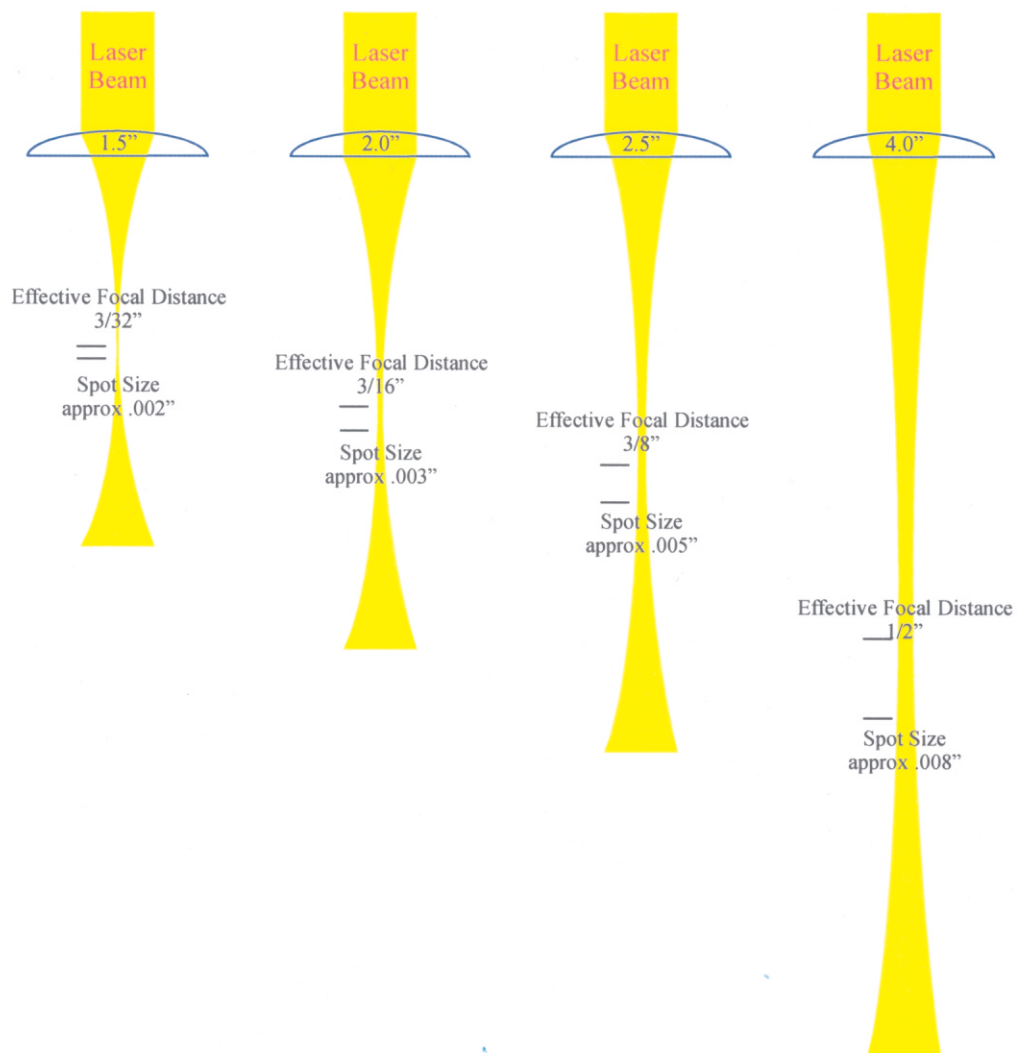 Laser
Beam
1.5”
Effective Focal Distance
3/32”
Spot Size
approx .002”
Laser
Beam
2.0”
Effective Focal Distance
3/16”
Spot Size
approx .003”
Laser
Beam
2.5”
Effective Focal Distance
3/8”
Spot Size
approx .005”
Laser
Beam
4.0”
Effective Focal Distance
1/2”
Spot Size
approx .008”